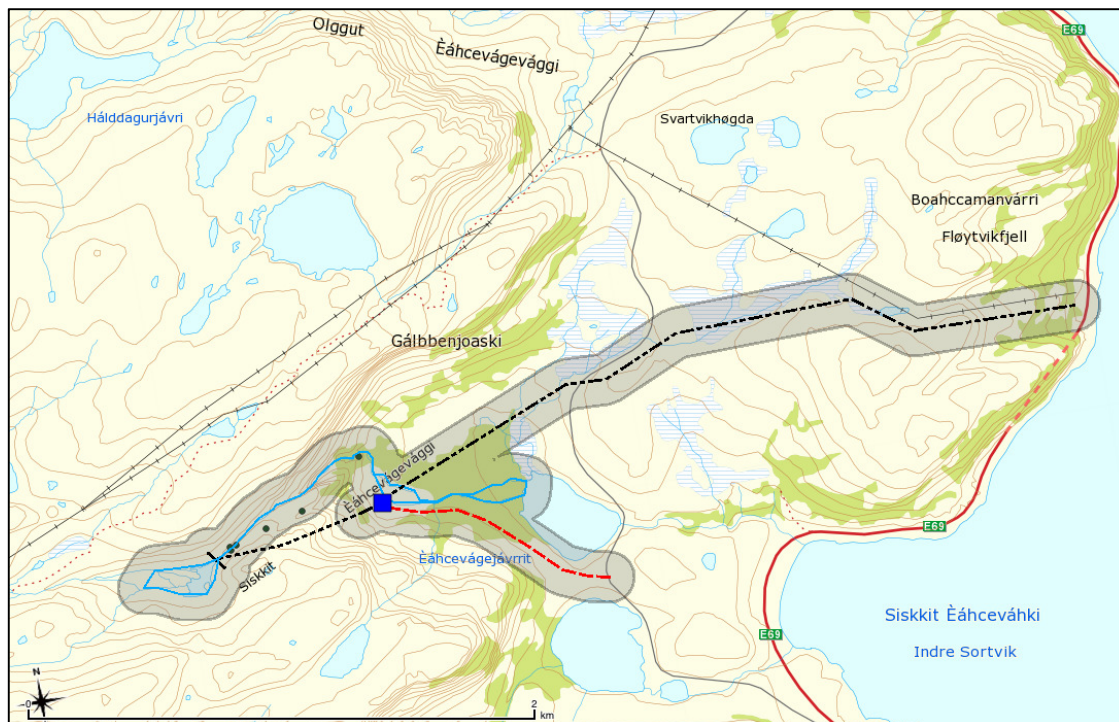 Olggut
Èáhcevágevággi
E69
Hálddagurjávri
Svartvikhøgda
Boahccamanvárri
Fløytvikfjell
Gálbbenjoaski
Èáhcevágevággi
E69
Èáhcevágejávrrit
Siskkit
Siskkit Èáhceváhki
E69
Indre Sortvik
N
0
2
km